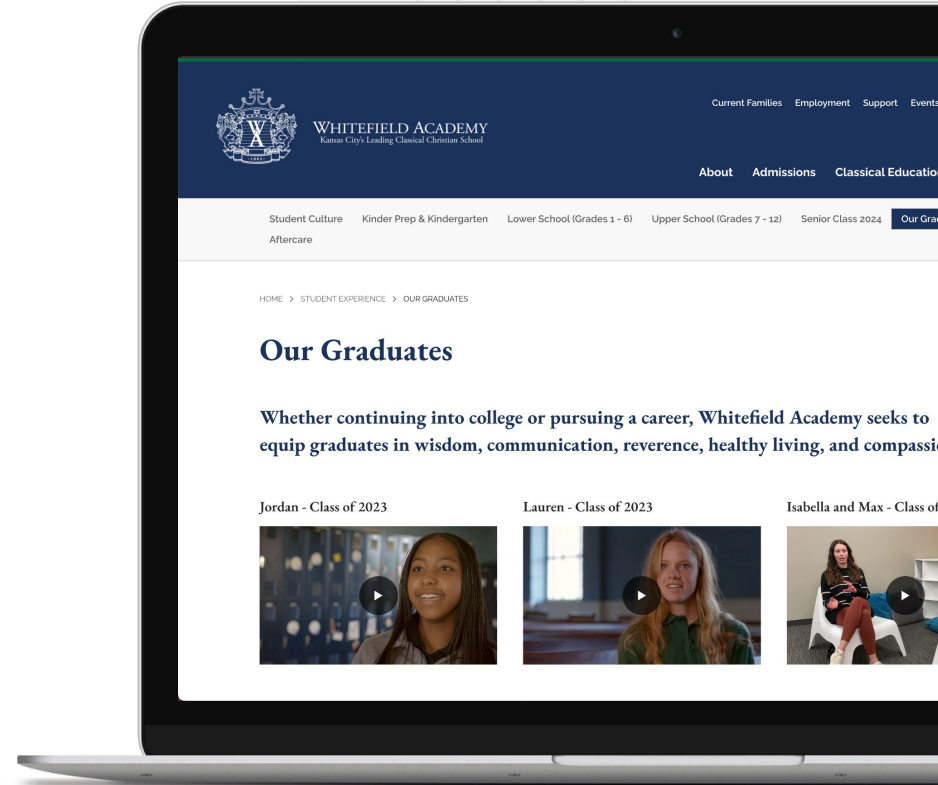 Current Families Employment Support Events
WHITEFIELD ACADEMY
Kansas City's Leading Classical Christian School
W
1995
About Admissions Classical Education
Student Culture Kinder Prep & Kindergarten Lower School (Grades 1 - 6) Upper School (Grades 7 - 12) Senior Class 2024 Our Grad
Aftercare
HOME > STUDENT EXPERIENCE > OUR GRADUATES
Our Graduates
Whether continuing into college or pursuing a career, Whitefield Academy seeks to
equip graduates in wisdom, communication, reverence, healthy living, and compassi
Jordan - Class of 2023
Lauren - Class of 2023
Isabella and Max - Class of